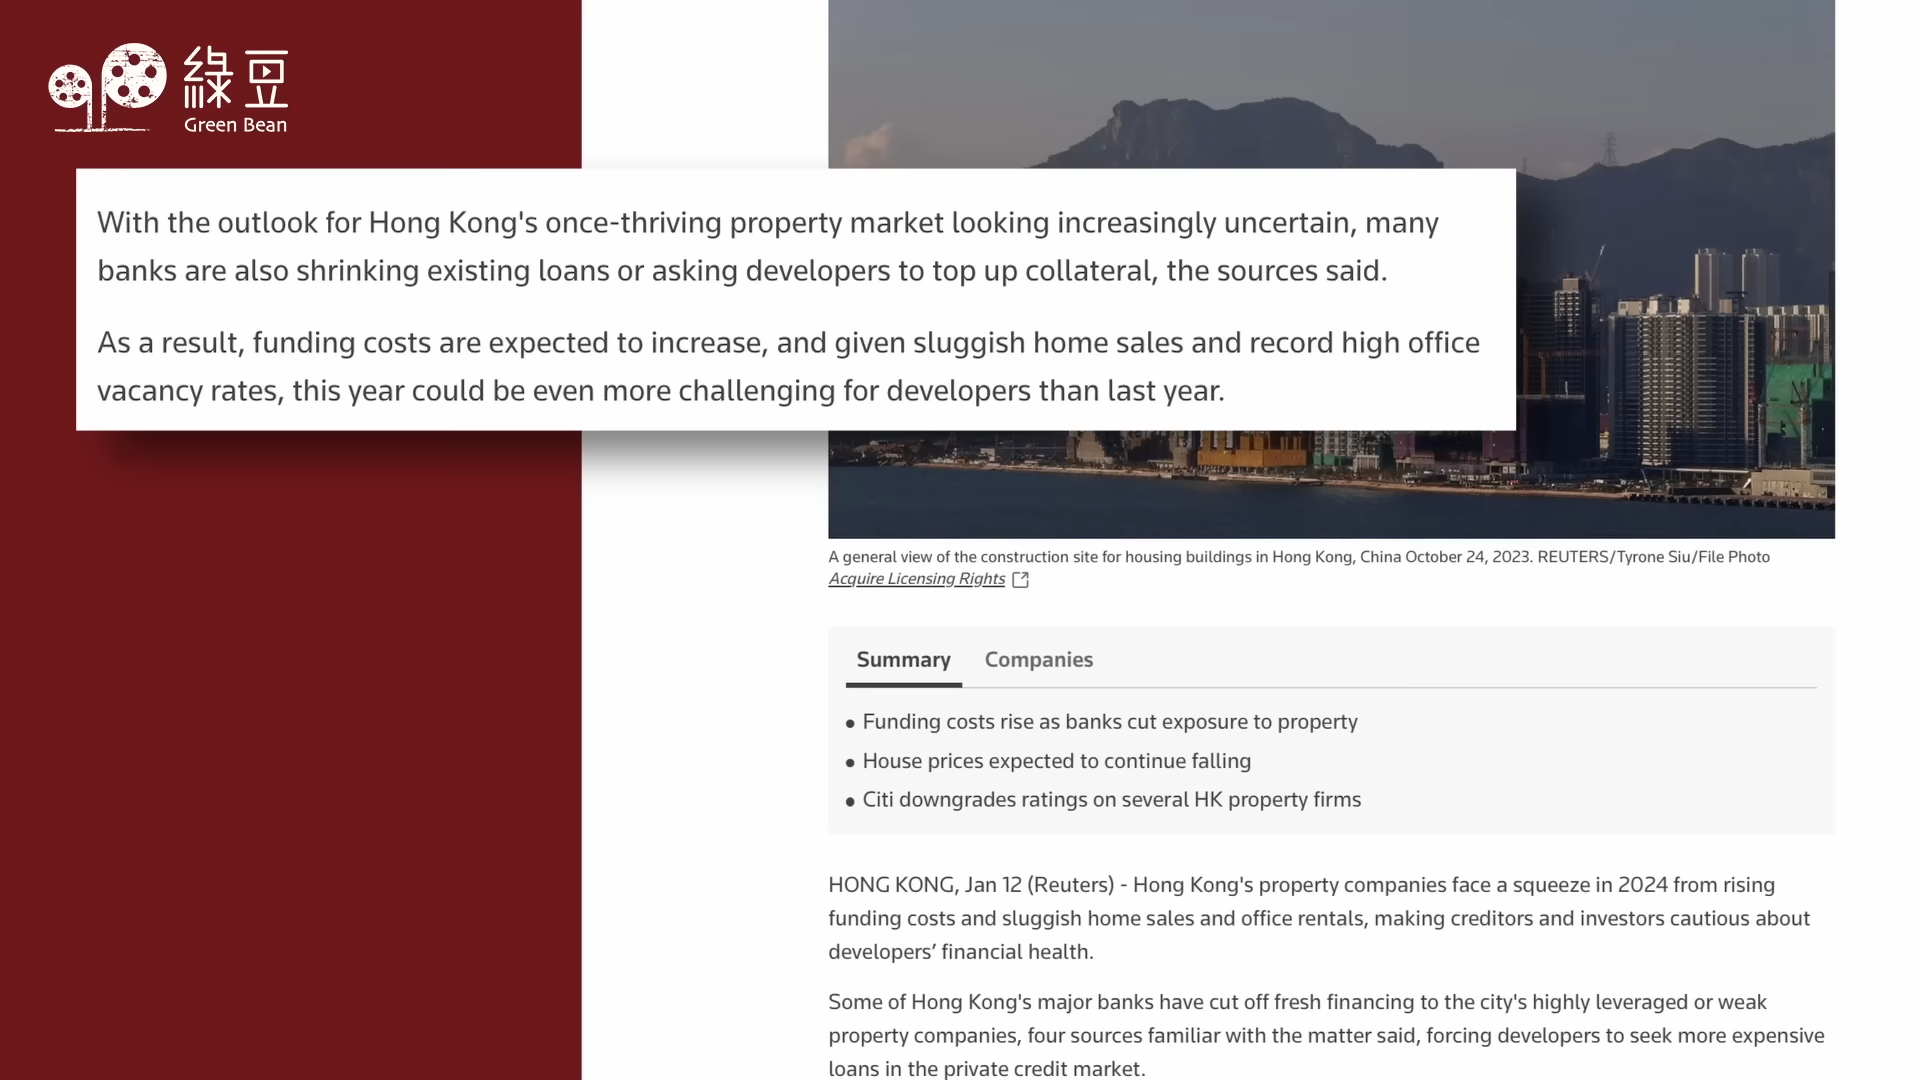 綠豆
Green Bean
With the outlook for Hong Kong's once-thriving property market looking increasingly uncertain, many
banks are also shrinking existing loans or asking developers to top up collateral, the sources said.
As a result, funding costs are expected to increase, and given sluggish home sales and record high office
vacancy rates, this year could be even more challenging for developers than last year.
A general view of the construction site for housing buildings in Hong Kong, China October 24, 2023. REUTERS/Tyrone Siu/File Photo
Acquire Licensing Rights
Summary Companies
• Funding costs rise as banks cut exposure to property
• House prices expected to continue falling
• Citi downgrades ratings on several HK property firms
HONG KONG, Jan 12 (Reuters) - Hong Kong's property companies face a squeeze in 2024 from rising
funding costs and sluggish home sales and office rentals, making creditors and investors cautious about
developers’ financial health.
Some of Hong Kong's major banks have cut off fresh financing to the city's highly leveraged or weak
property companies, four sources familiar with the matter said, forcing developers to seek more expensive
loans in the private credit market.